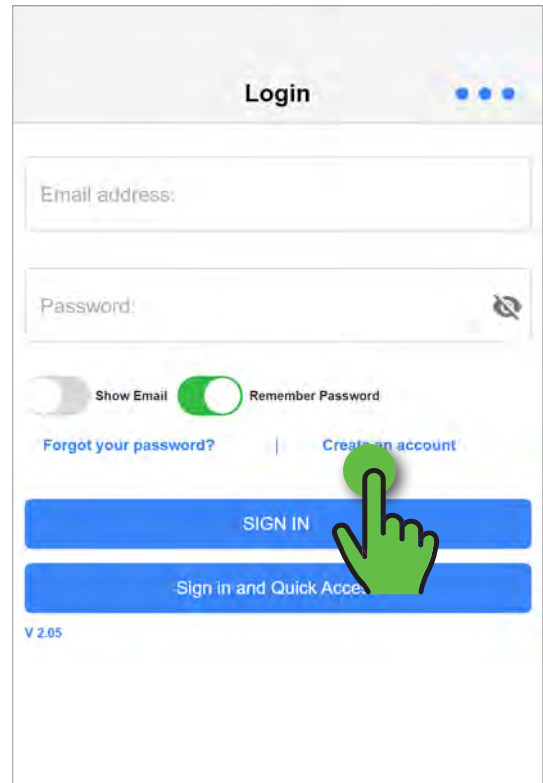 Login
Email address:
Password:
Show Email Remember Password
Forgot your password? | Create an account
SIGN IN
Sign in and Quick Access
V 2.05